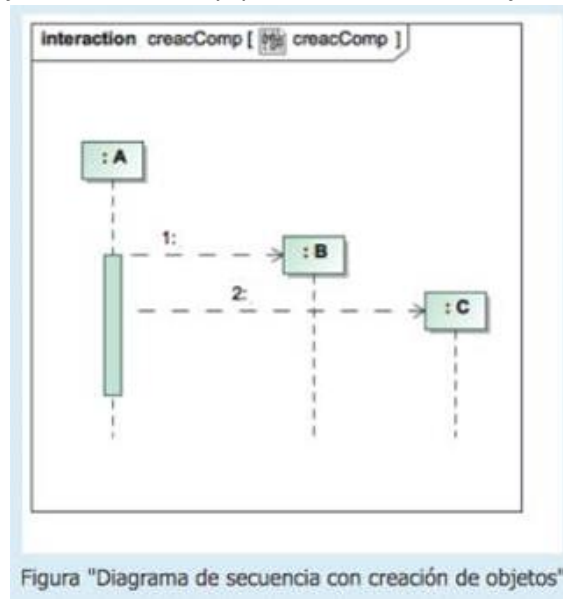 interaction creacComp [ creacComp ]
: A
1:
: B
2:
: C
Figura "Diagrama de secuencia con creación de objetos"